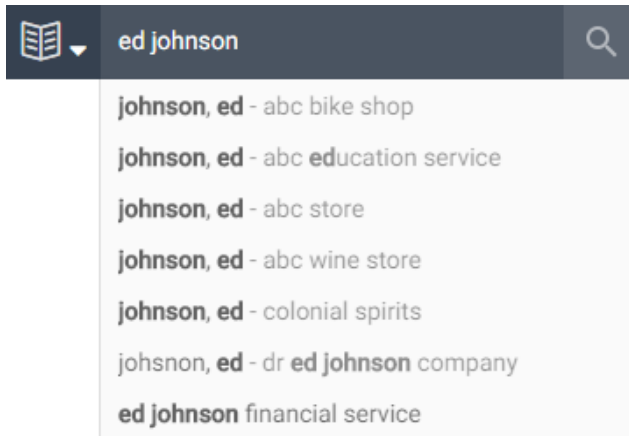 ed johnson
johnson, ed - abc bike shop
johnson, ed - abc education service
johnson, ed - abc store
johnson, ed - abc wine store
johnson, ed - colonial spirits
johsnon, ed - dr ed johnson company
ed johnson financial service